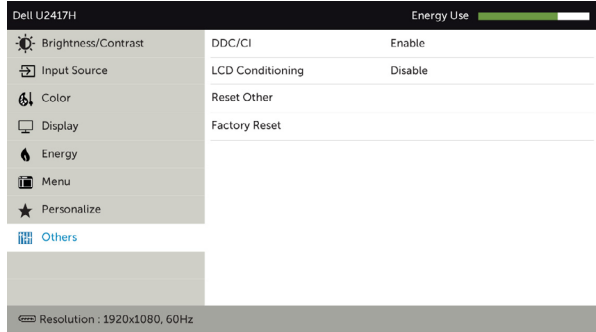 Dell U2417H
Energy Use
Brightness/Contrast
Input Source
Color
Display
Energy
Menu
Personalize
Others
DDC/CI Enable
LCD Conditioning Disable
Reset Other
Factory Reset
Resolution : 1920x1080, 60Hz